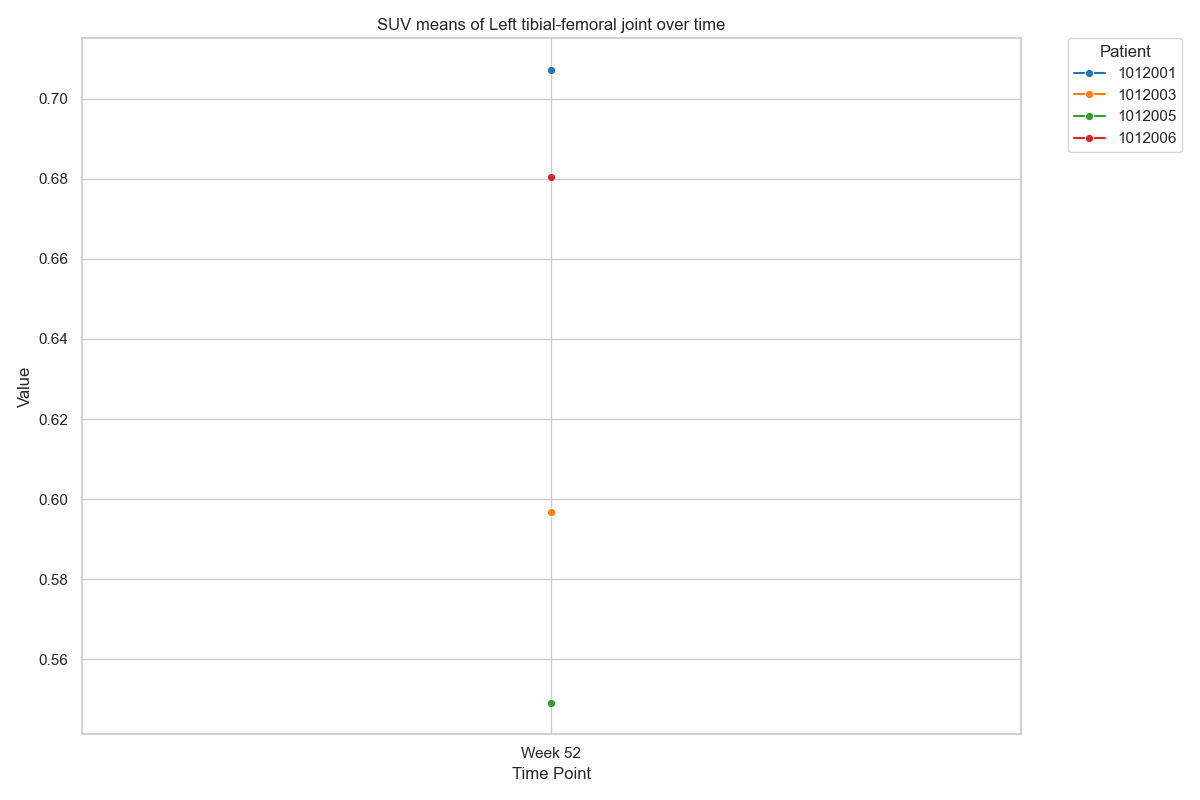 SUV means of Left tibial-femoral joint over time
Patient
1012001
1012003
1012005
1012006
0.70
0.68
0.66
0.64
0.62
0.60
0.58
0.56
Value
Week 52
Time Point